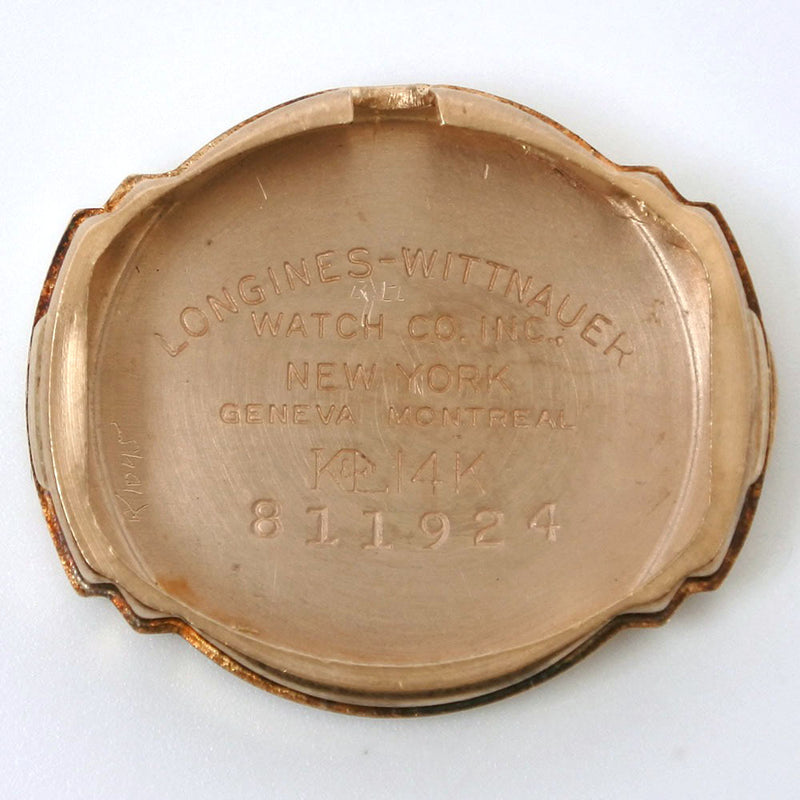 LONGINES-WITTNAUER
WATCH CO. INC.,
NEW YORK
GENEVA MONTREAL
K&L 14K
811924